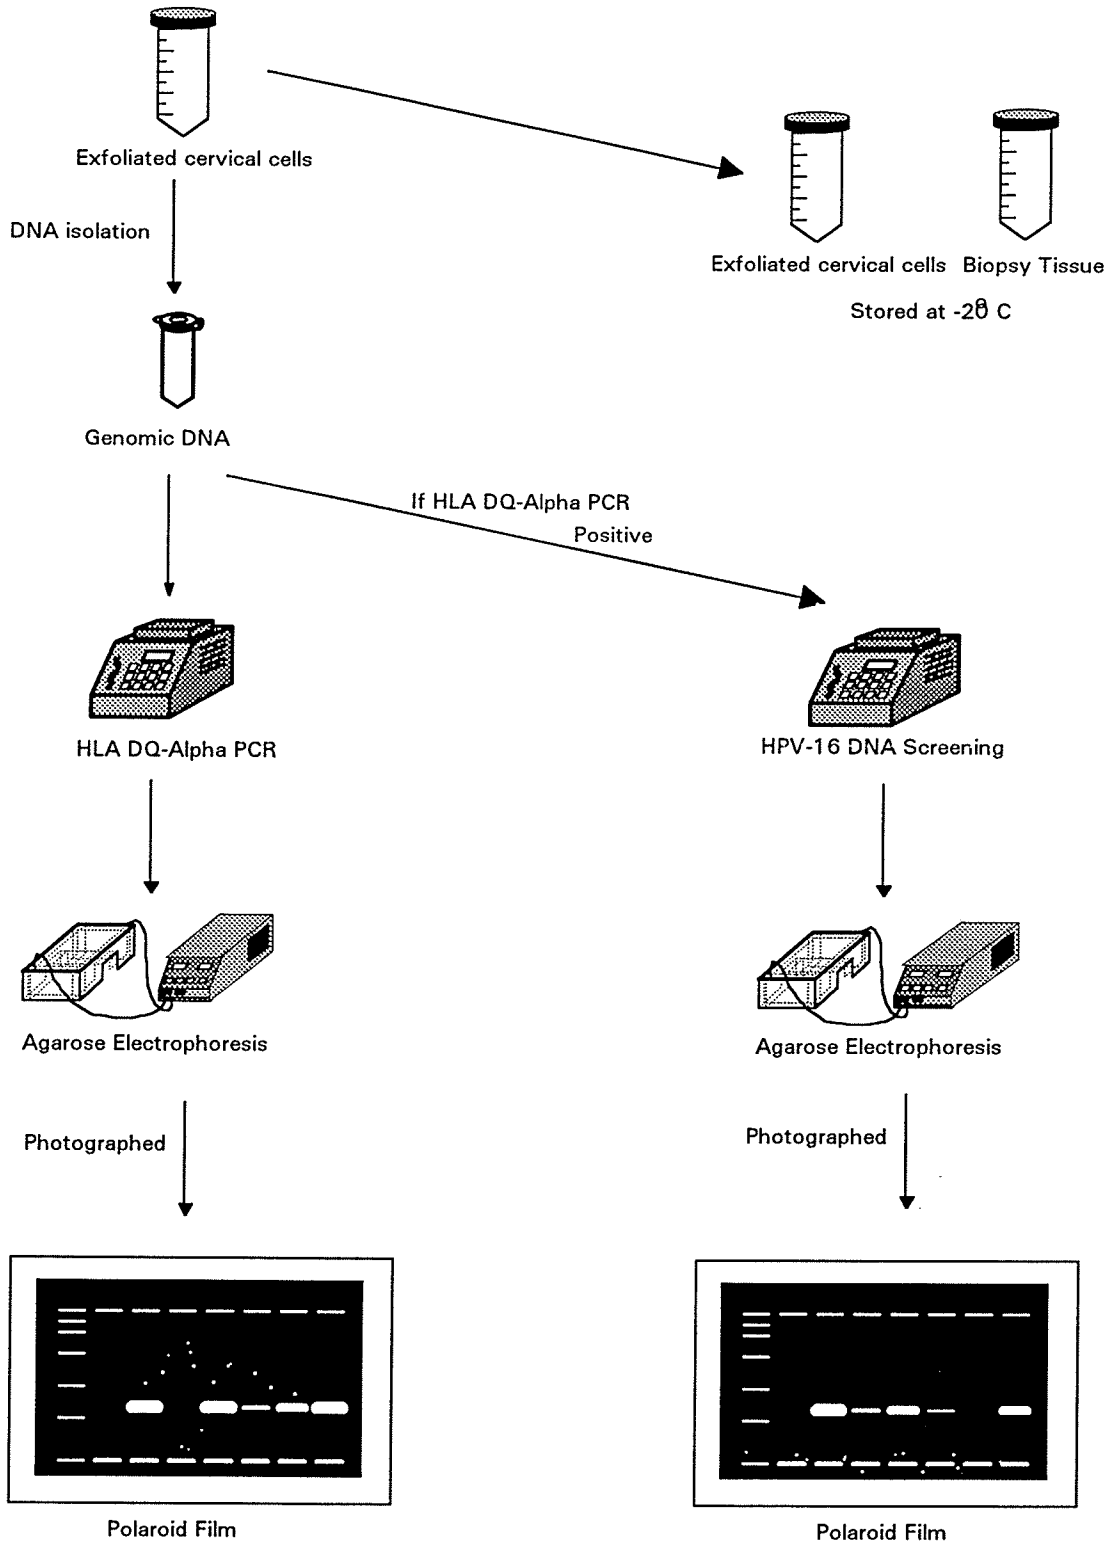 Exfoliated cervical cells
DNA isolation
Exfoliated cervical cells
Biopsy Tissue
Stored at -20° C
Genomic DNA
If HLA DQ-Alpha PCR
Positive
HLA DQ-Alpha PCR
HPV-16 DNA Screening
Agarose Electrophoresis
Agarose Electrophoresis
Photographed
Photographed
Polaroid Film
Polaroid Film